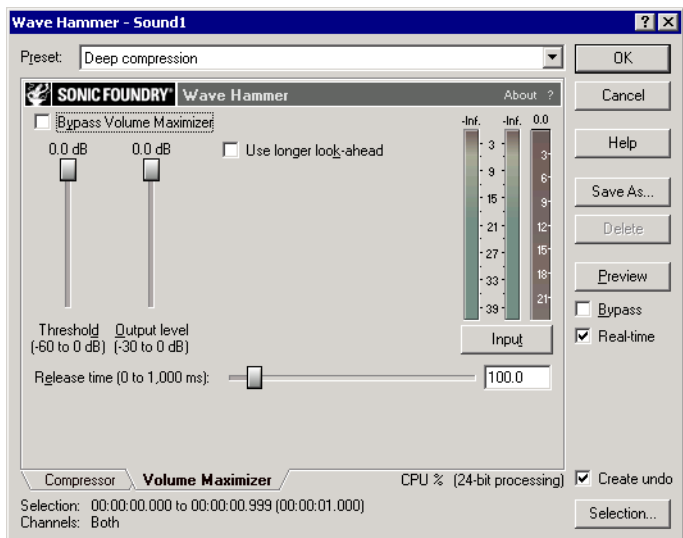 Wave Hammer - Sound1
Preset: Deep compression
OK
SONIC FOUNDRY® Wave Hammer About ?
Cancel
Bypass Volume Maximizer
-Inf. -Inf. 0.0
0.0 dB 0.0 dB Use longer look-ahead
Help
- 3 -
- 9 -
- 15 -
- 21 -
- 27 -
- 33 -
- 39 -
3-
6-
9-
12-
15-
18-
21-
Save As...
Delete
Preview
Bypass
Real-time
Threshold Output level
(-60 to 0 dB) (-30 to 0 dB)
Input
Release time (0 to 1,000 ms): 100.0
Compressor Volume Maximizer CPU % (24-bit processing)
Create undo
Selection: 00:00:00.000 to 00:00:00.999 (00:00:01.000)
Channels: Both
Selection...